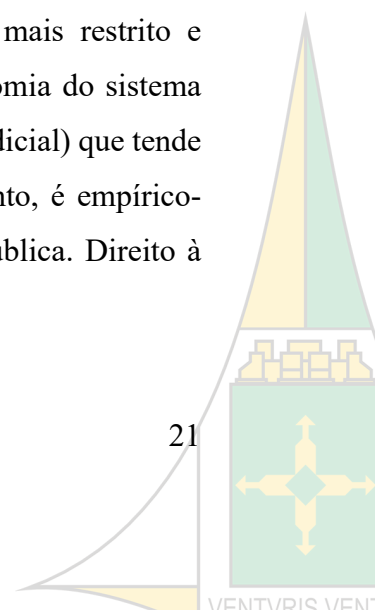 mais restrito e
omia do sistema
dicial) que tende
nto, é empírico-
ública. Direito à
21
VENTVRIS VENT